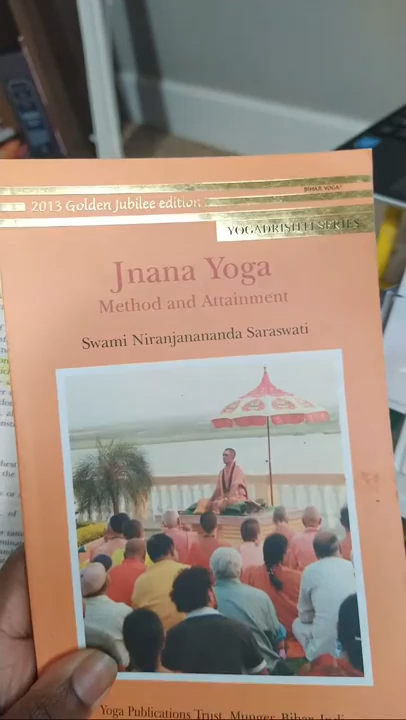 BIHAR YOGA®
2013 Golden Jubilee edition
YOGADRISHTI SERIES
Jnana Yoga
Method and Attainment
Swami Niranjanananda Saraswati
Yoga Publications Trust, Munger, Bihar, India